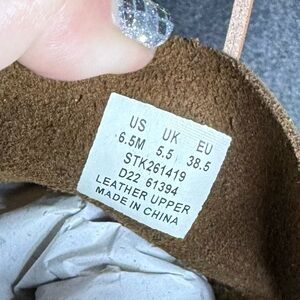 US UK EU
6.5M 5.5 38.5
STK261419
D22 61394
LEATHER UPPER
MADE IN CHINA